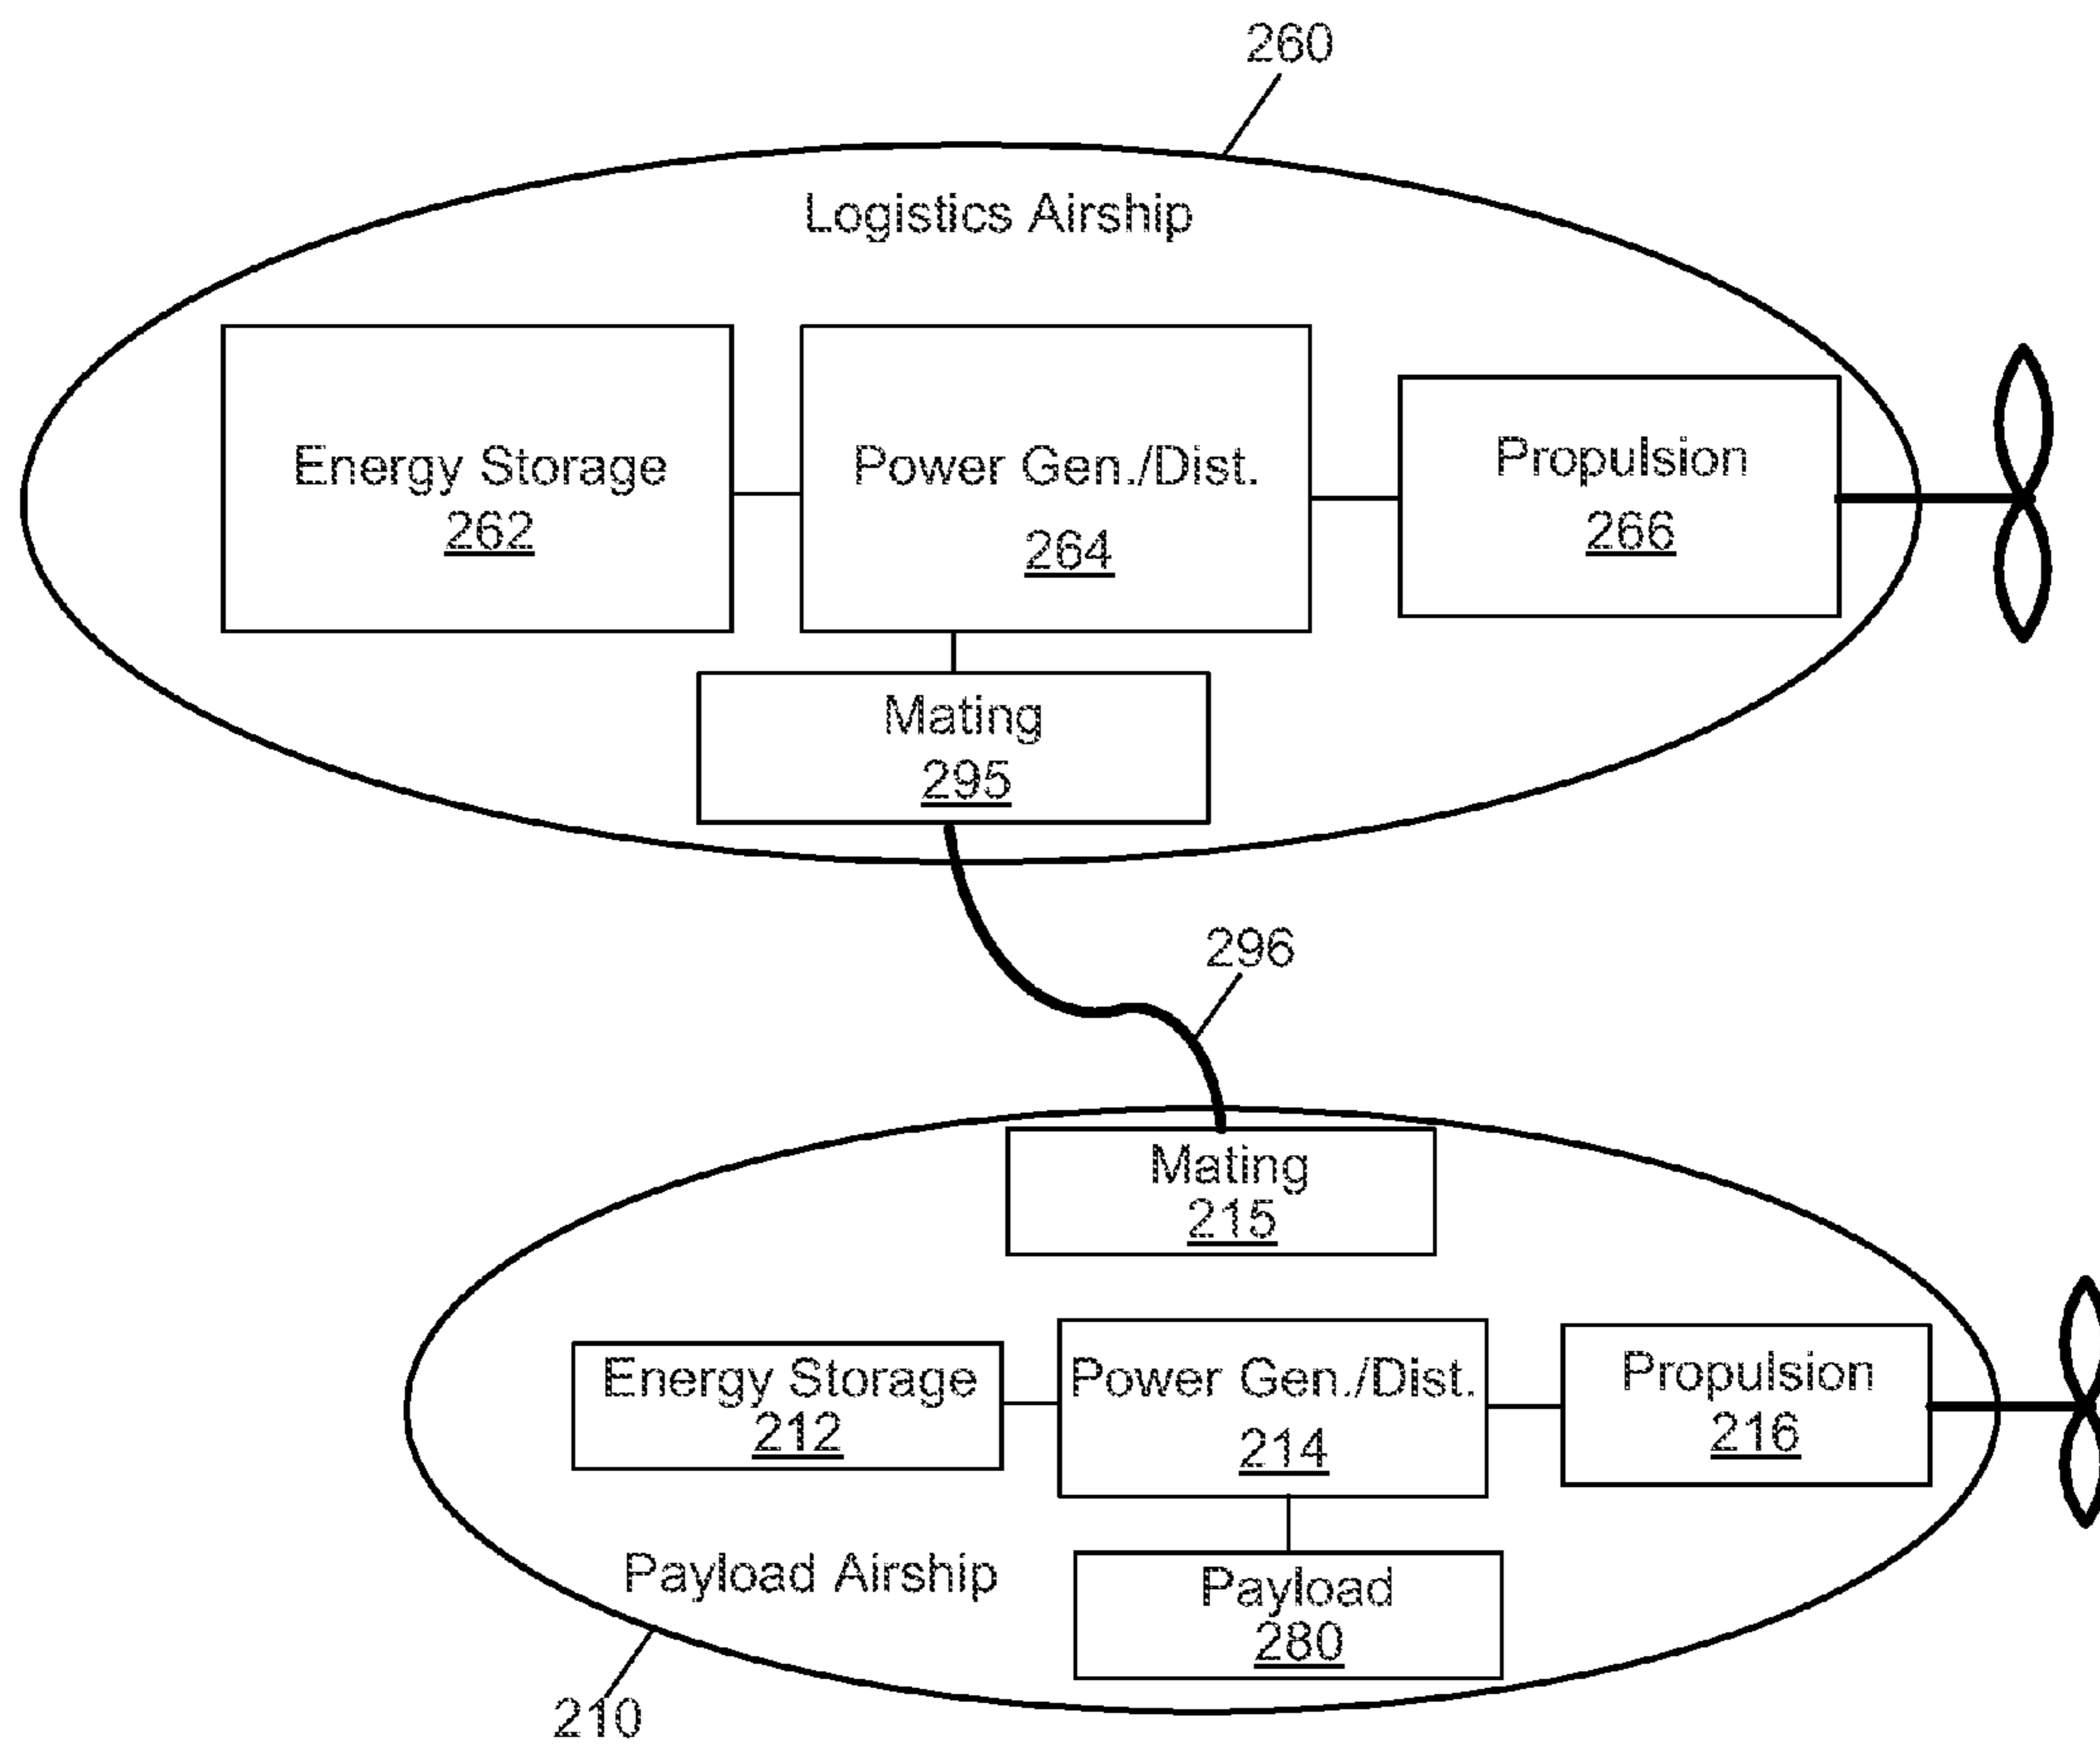 260
Logistics Airship
Energy Storage
262
Power Gen./Dist.
264
Propulsion
266
Mating
295
296
Mating
215
Energy Storage
212
Power Gen./Dist.
214
Propulsion
216
Payload Airship
Payload
280
210